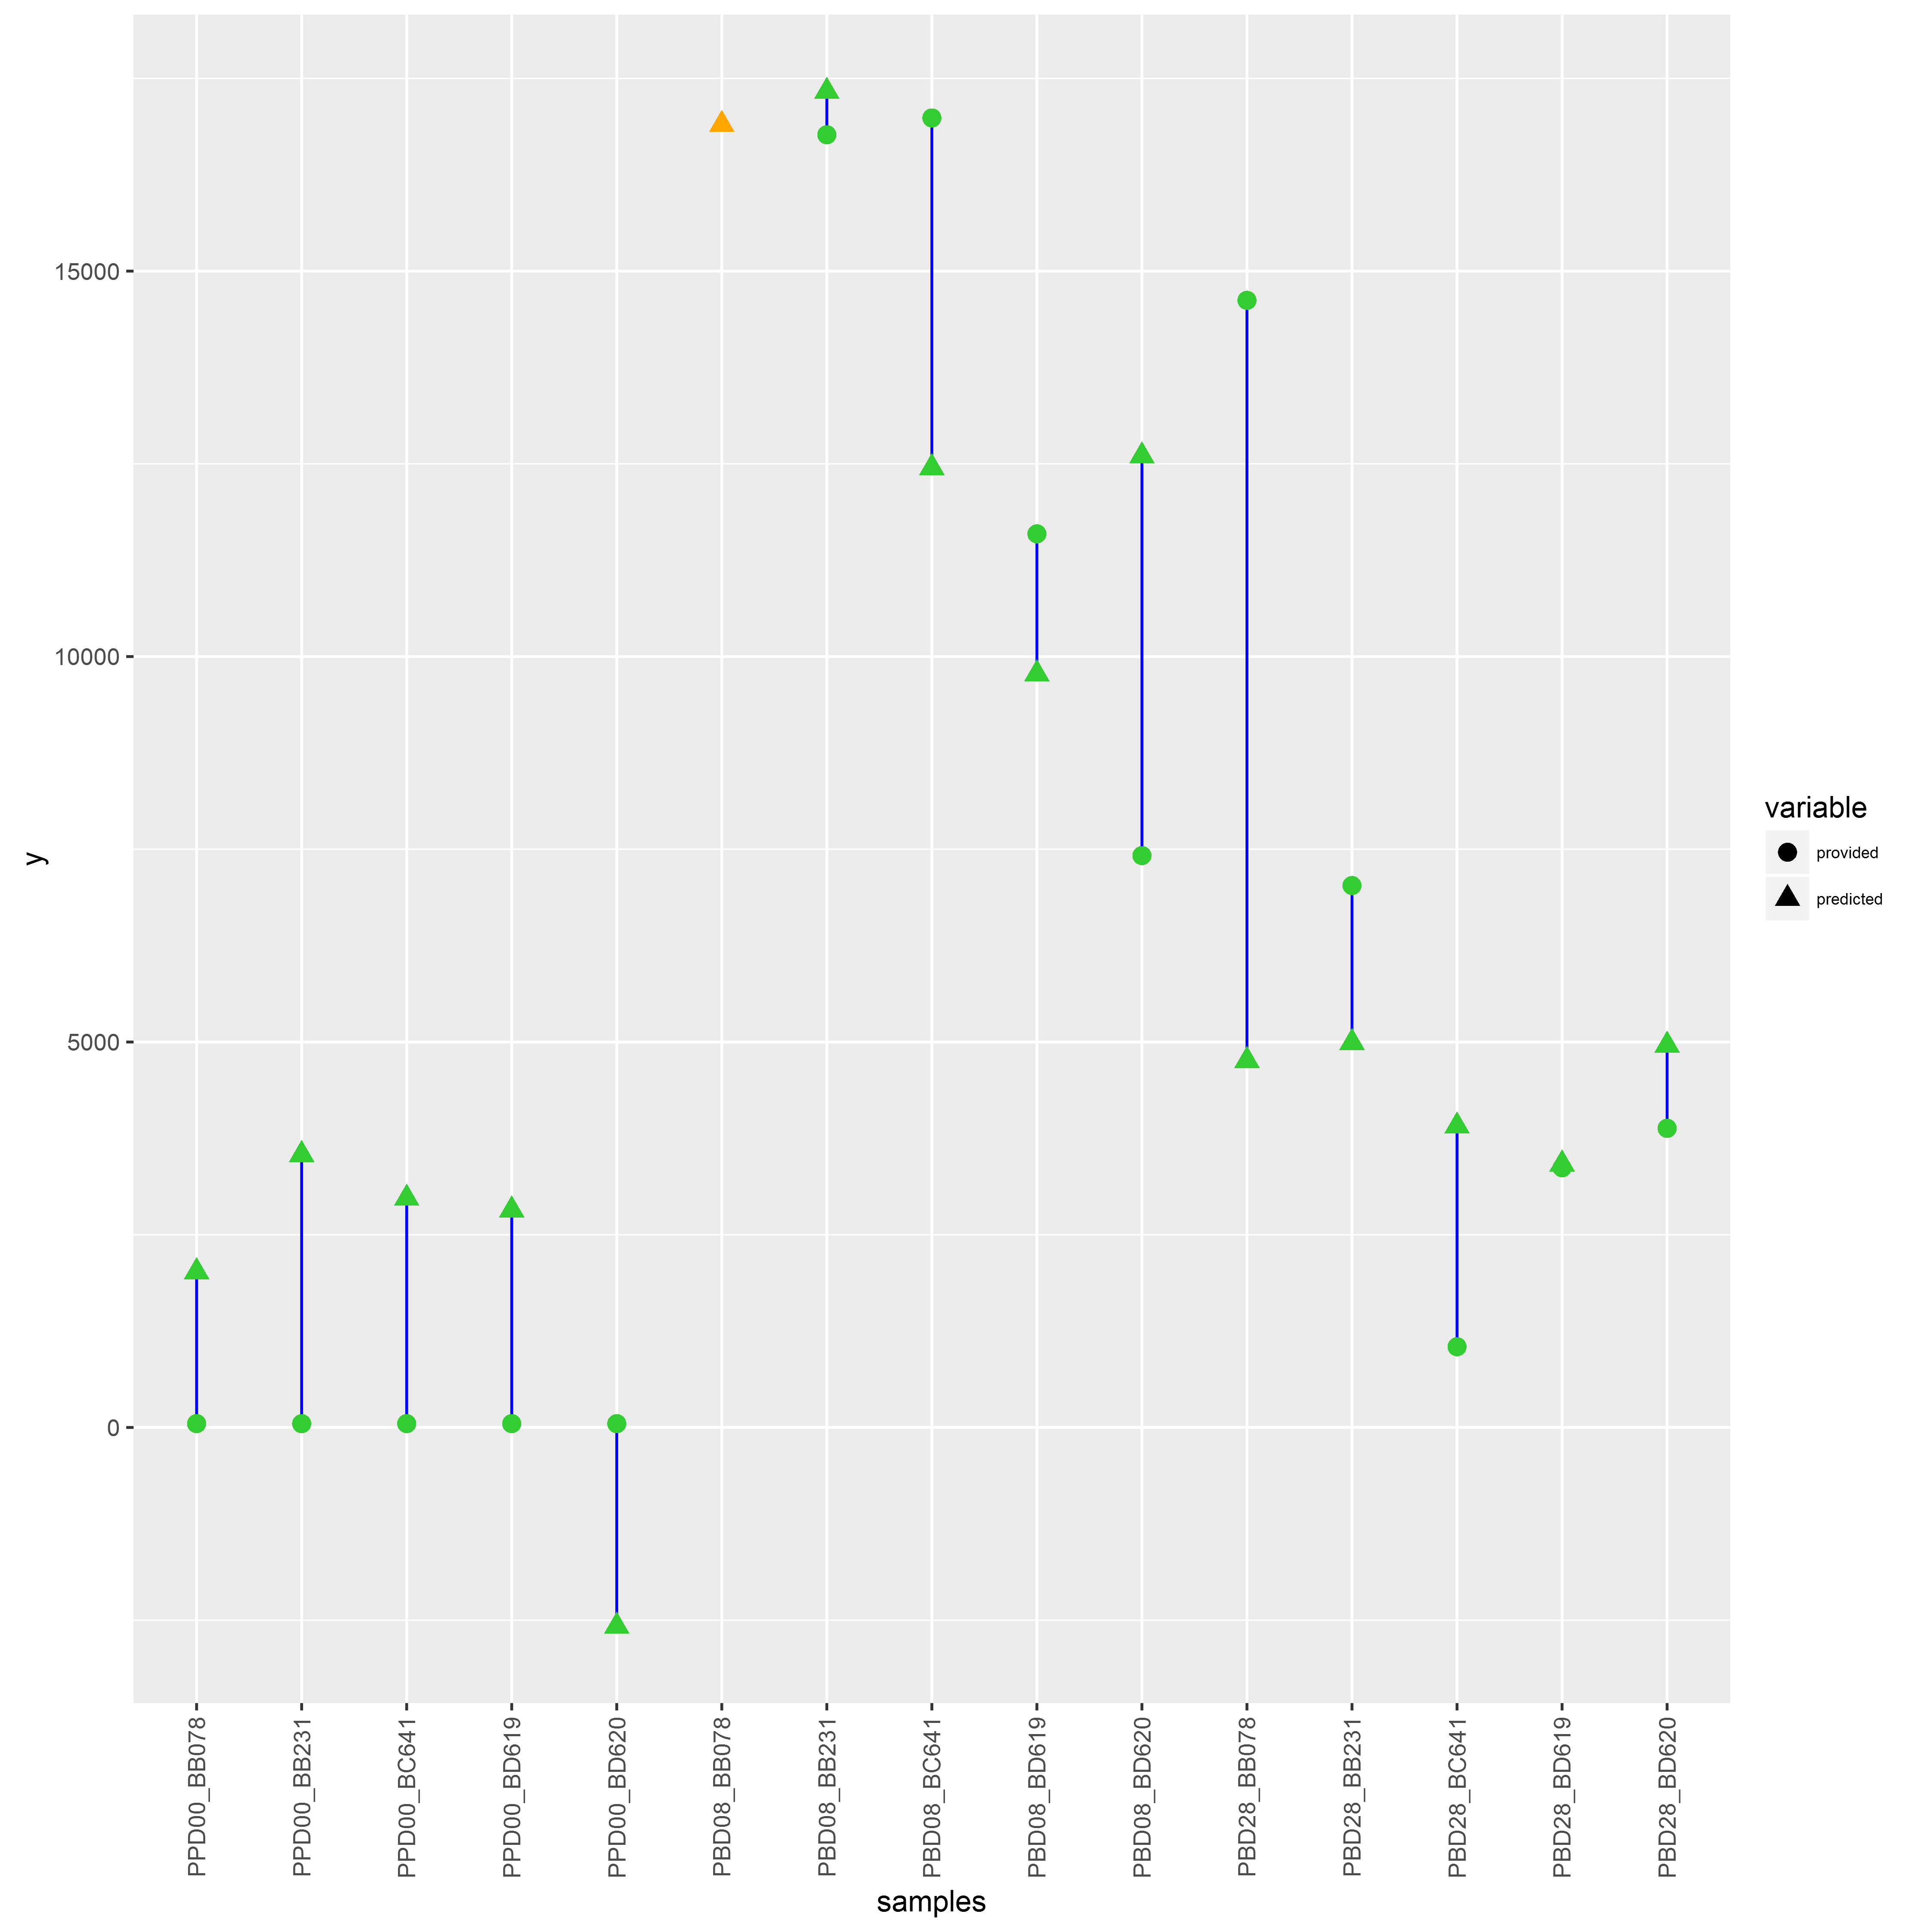 15000
10000
5000
0
y
PPD00_BB078
PPD00_BB231
PPD00_BC641
PPD00_BD619
PPD00_BD620
PBD08_BB078
PBD08_BB231
PBD08_BC641
PBD08_BD619
PBD08_BD620
PBD28_BB078
PBD28_BB231
PBD28_BC641
PBD28_BD619
PBD28_BD620
samples
variable
provided
predicted